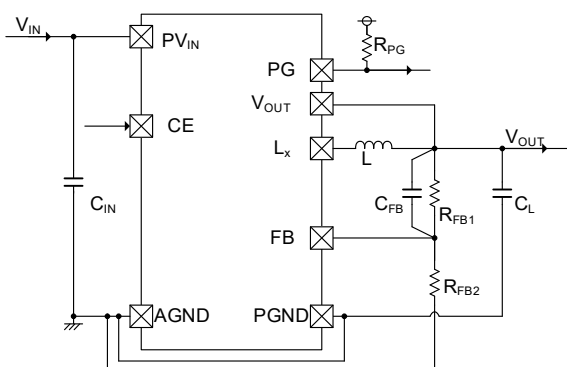 VIN
PVIN
RPG
PG
VOUT
CE
Lx
L
VOUT
CIN
CFB
RFB1
CL
FB
RFB2
AGND
PGND